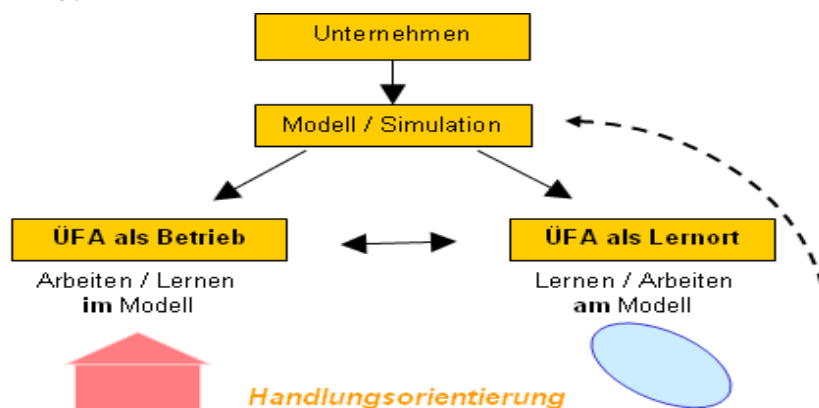 Unternehmen
Modell / Simulation
ÜFA als Betrieb
ÜFA als Lernort
Arbeiten / Lernen
im Modell
Lernen / Arbeiten
am Modell
Handlungsorientierung